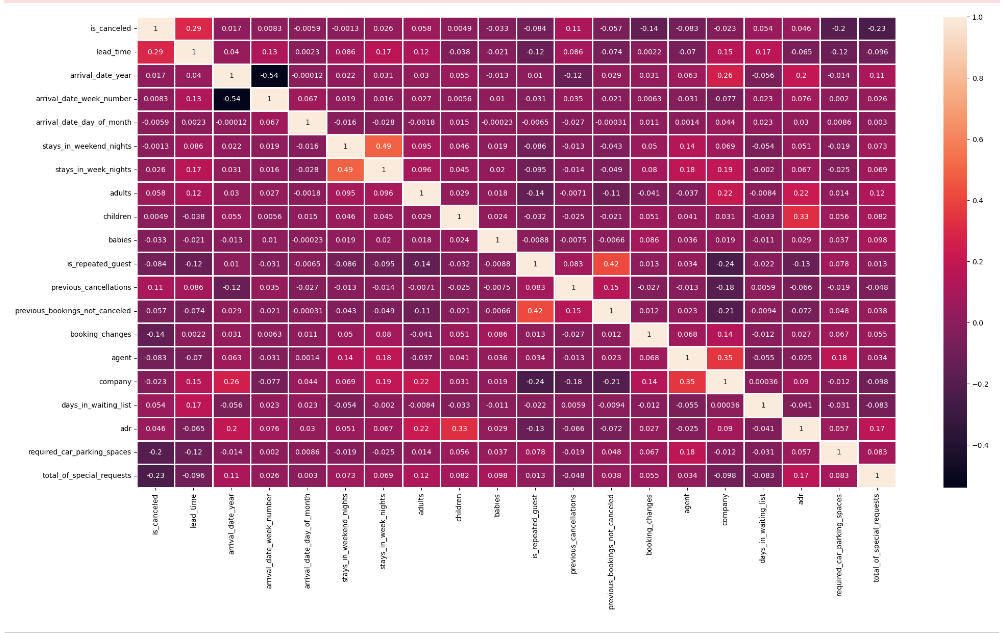 is_canceled 1 0.29 0.017 0.0083 -0.0059 -0.0013 0.026 0.058 0.0049 -0.033 -0.084 0.11 -0.057 -0.14 -0.083 -0.023 0.054 0.046 -0.2 -0.23
lead_time 0.29 1 0.04 0.13 0.0023 0.086 0.17 0.12 -0.038 -0.021 -0.12 0.086 -0.074 0.0022 -0.07 0.15 0.17 -0.065 -0.12 -0.096
arrival_date_year 0.017 0.04 1 -0.54 -0.00012 0.022 0.031 0.03 0.055 -0.013 0.01 -0.12 0.029 0.031 0.063 0.26 -0.056 0.2 -0.014 0.11
arrival_date_week_number 0.0083 0.13 -0.54 1 0.067 0.019 0.016 0.027 0.0056 0.01 -0.031 0.035 -0.021 0.0063 -0.031 -0.077 0.023 0.076 0.002 0.026
arrival_date_day_of_month -0.0059 0.0023 -0.00012 0.067 1 -0.016 -0.028 -0.0018 0.015 -0.00023 -0.0065 -0.027 -0.00031 0.011 0.0014 0.044 0.023 0.03 0.0086 0.003
stays_in_weekend_nights -0.0013 0.086 0.022 0.019 -0.016 1 0.49 0.095 0.046 0.019 -0.086 -0.013 -0.043 0.05 0.14 0.069 -0.054 0.051 -0.019 0.073
stays_in_week_nights 0.026 0.17 0.031 0.016 -0.028 0.49 1 0.096 0.045 0.02 -0.095 -0.014 -0.049 0.08 0.18 0.19 -0.002 0.067 -0.025 0.069
adults 0.058 0.12 0.03 0.027 -0.0018 0.095 0.096 1 0.029 0.018 -0.14 -0.0071 -0.11 -0.041 -0.037 0.22 -0.0084 0.22 0.014 0.12
children 0.0049 -0.038 0.055 0.0056 0.015 0.046 0.045 0.029 1 0.024 -0.032 -0.025 -0.021 0.051 0.041 0.031 -0.033 0.33 0.056 0.082
babies -0.033 -0.021 -0.013 0.01 -0.00023 0.019 0.02 0.018 0.024 1 -0.0088 -0.0075 -0.0066 0.086 0.036 0.019 -0.011 0.029 0.037 0.098
is_repeated_guest -0.084 -0.12 0.01 -0.031 -0.0065 -0.086 -0.095 -0.14 -0.032 -0.0088 1 0.083 0.42 0.013 0.034 -0.24 -0.022 -0.13 0.078 0.013
previous_cancellations 0.11 0.086 -0.12 0.035 -0.027 -0.013 -0.014 -0.0071 -0.025 -0.0075 0.083 1 0.15 -0.027 -0.013 -0.18 0.0059 -0.066 -0.019 -0.048
previous_bookings_not_canceled -0.057 -0.074 0.029 -0.021 -0.00031 -0.043 -0.049 -0.11 -0.021 -0.0066 0.42 0.15 1 0.012 0.023 -0.21 -0.0094 -0.072 0.048 0.038
booking_changes -0.14 0.0022 0.031 0.0063 0.011 0.05 0.08 -0.041 0.051 0.086 0.013 -0.027 0.012 1 0.068 0.14 -0.012 0.027 0.067 0.055
agent -0.083 -0.07 0.063 -0.031 0.0014 0.14 0.18 -0.037 0.041 0.036 0.034 -0.013 0.023 0.068 1 0.35 -0.055 -0.025 0.18 0.034
company -0.023 0.15 0.26 -0.077 0.044 0.069 0.19 0.22 0.031 0.019 -0.24 -0.18 -0.21 0.14 0.35 1 0.00036 0.09 -0.012 -0.098
days_in_waiting_list 0.054 0.17 -0.056 0.023 0.023 -0.054 -0.002 -0.0084 -0.033 -0.011 -0.022 0.0059 -0.0094 -0.012 -0.055 0.00036 1 -0.041 -0.031 -0.083
adr 0.046 -0.065 0.2 0.076 0.03 0.051 0.067 0.22 0.33 0.029 -0.13 -0.066 -0.072 0.027 -0.025 0.09 -0.041 1 0.057 0.17
required_car_parking_spaces -0.2 -0.12 -0.014 0.002 0.0086 -0.019 -0.025 0.014 0.056 0.037 0.078 -0.019 0.048 0.067 0.18 -0.012 -0.031 0.057 1 0.083
total_of_special_requests -0.23 -0.096 0.11 0.026 0.003 0.073 0.069 0.12 0.082 0.098 0.013 -0.048 0.038 0.055 0.034 -0.098 -0.083 0.17 0.083 1
is_canceled
lead_time
arrival_date_year
arrival_date_week_number
arrival_date_day_of_month
stays_in_weekend_nights
stays_in_week_nights
adults
children
babies
is_repeated_guest
previous_cancellations
previous_bookings_not_canceled
booking_changes
agent
company
days_in_waiting_list
adr
required_car_parking_spaces
total_of_special_requests
1.0
0.8
0.6
0.4
0.2
0.0
−0.2
−0.4